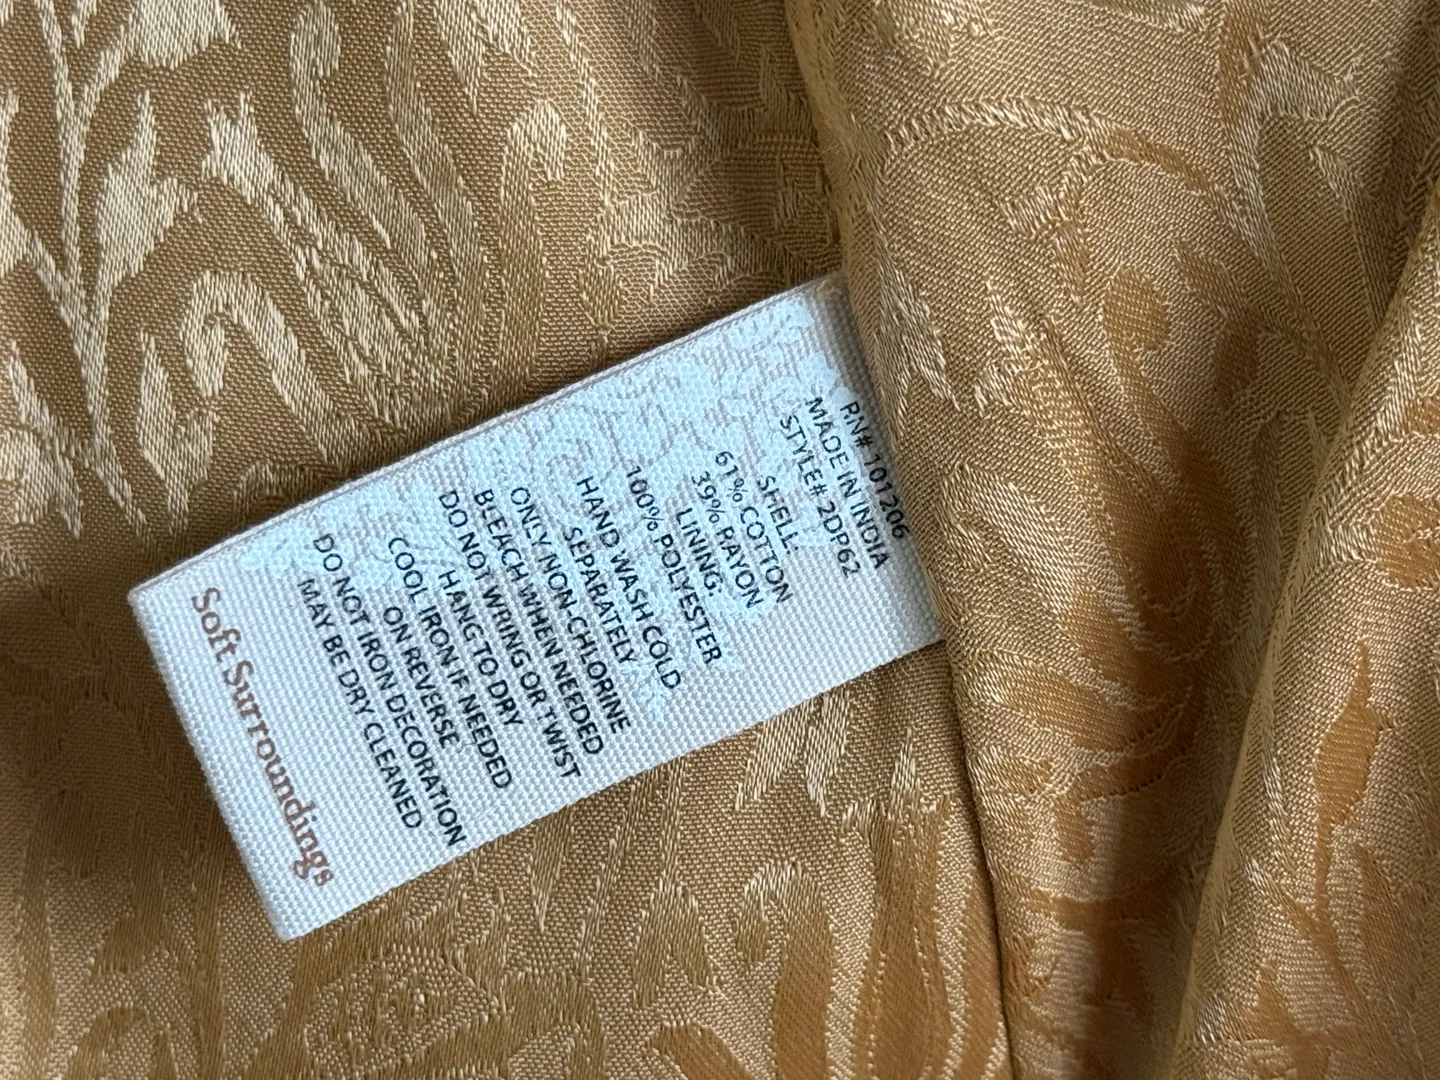 RN# 101206
MADE IN INDIA
STYLE# 2DP62
SHELL:
61% COTTON
39% RAYON
LINING:
100% POLYESTER
HAND WASH COLD
SEPARATELY
ONLY NON-CHLORINE
BLEACH WHEN NEEDED
DO NOT WRING OR TWIST
HANG TO DRY
COOL IRON IF NEEDED
ON REVERSE
DO NOT IRON DECORATION
MAY BE DRY CLEANED
Soft Surroundings